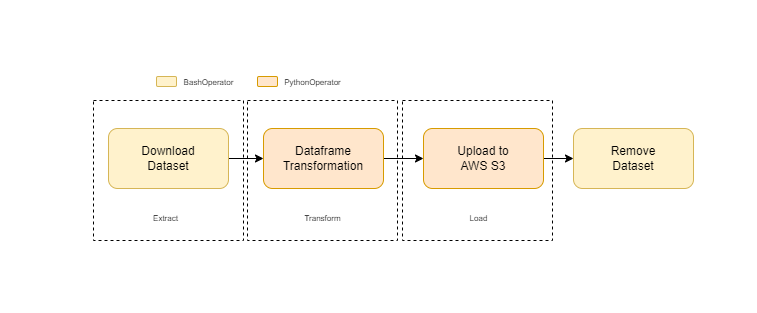 BashOperator
PythonOperator
Download
Dataset
Dataframe
Transformation
Upload to
AWS S3
Remove
Dataset
Extract
Transform
Load